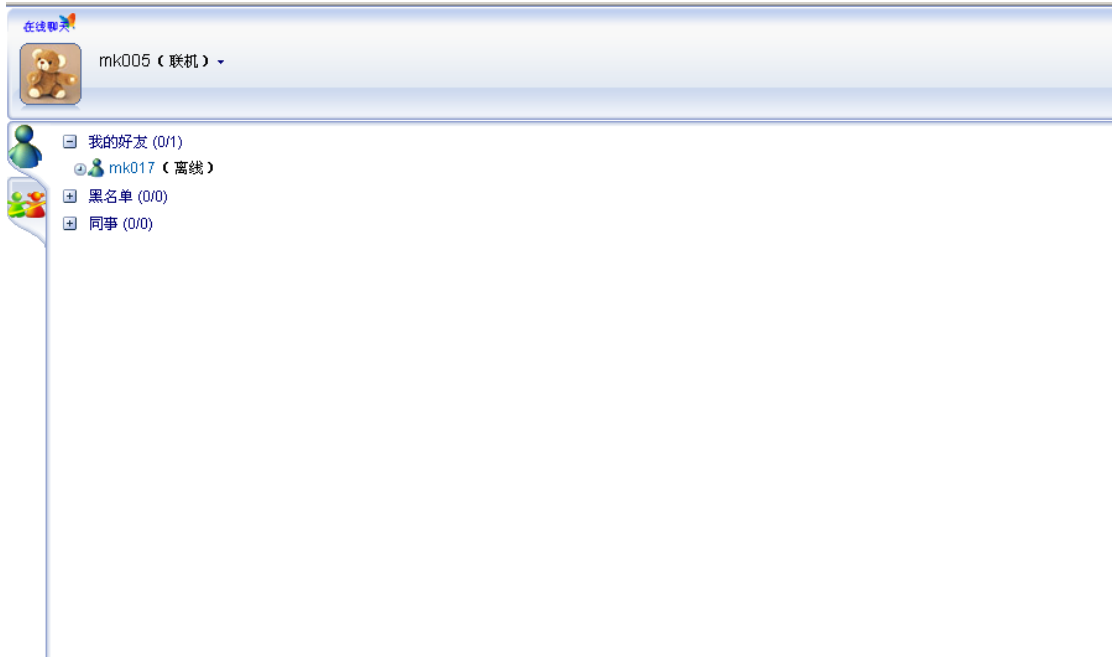 在线聊天
mk005（联机）
我的好友 (0/1)
mk017（离线）
黑名单 (0/0)
同事 (0/0)